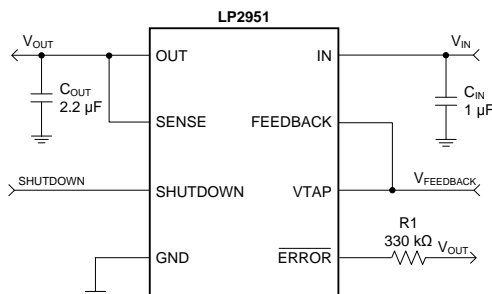 LP2951
VOUT
OUT
IN
VIN
COUT
2.2 µF
CIN
1 µF
SENSE
FEEDBACK
SHUTDOWN
SHUTDOWN
VTAP
VFEEDBACK
R1
330 kΩ
VOUT
GND
ERROR